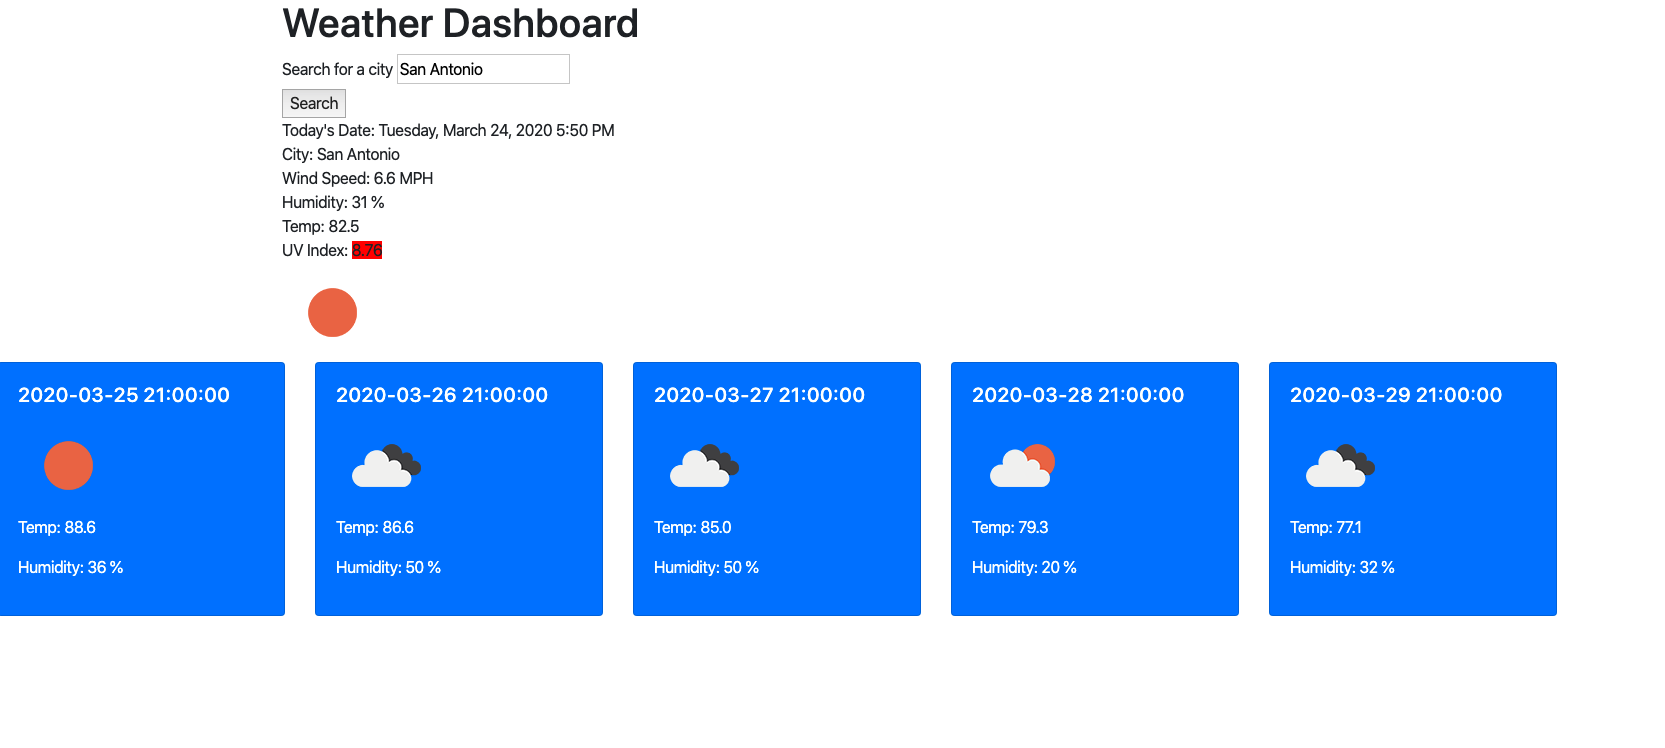 Weather Dashboard
Search for a city San Antonio
Search
Today's Date: Tuesday, March 24, 2020 5:50 PM
City: San Antonio
Wind Speed: 6.6 MPH
Humidity: 31 %
Temp: 82.5
UV Index: 8.76
2020-03-25 21:00:00
Temp: 88.6
Humidity: 36 %
2020-03-26 21:00:00
Temp: 86.6
Humidity: 50 %
2020-03-27 21:00:00
Temp: 85.0
Humidity: 50 %
2020-03-28 21:00:00
Temp: 79.3
Humidity: 20 %
2020-03-29 21:00:00
Temp: 77.1
Humidity: 32 %